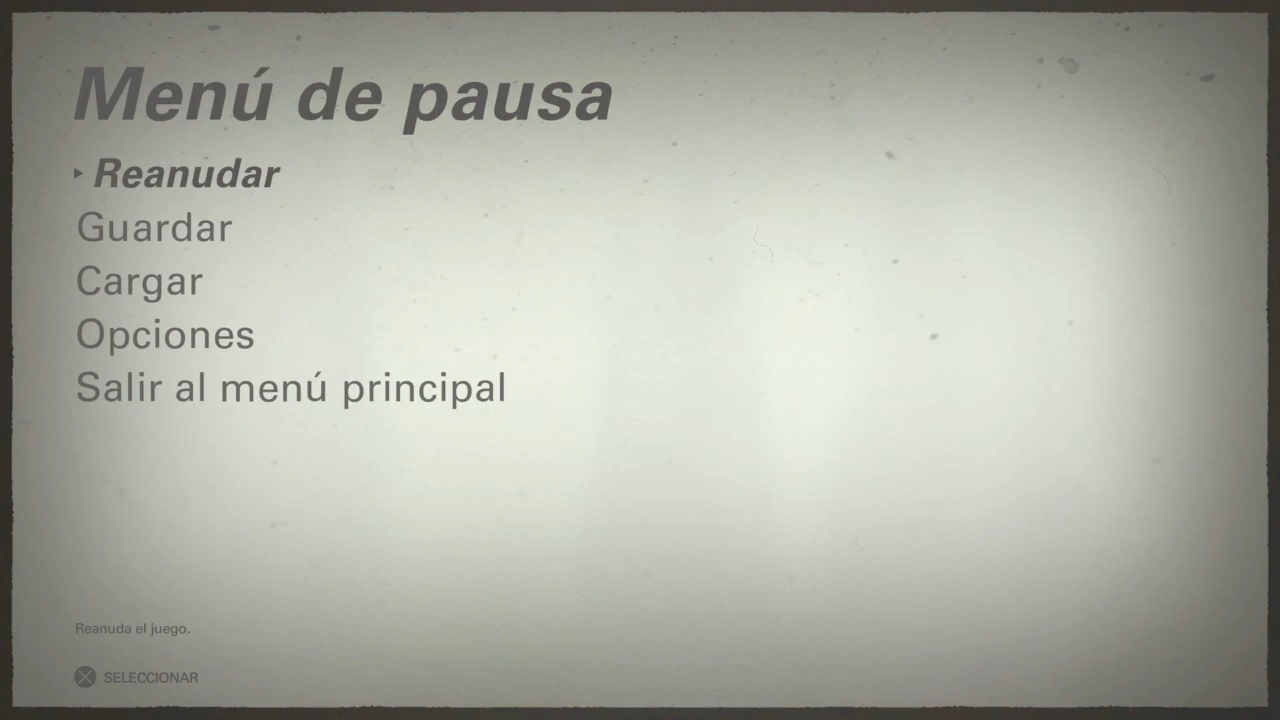 Menú de pausa
Reanudar
Guardar
Cargar
Opciones
Salir al menú principal
Reanuda el juego.
SELECCIONAR